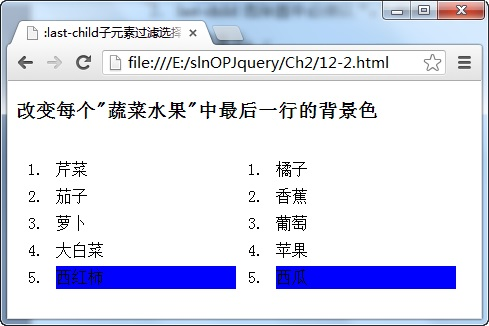 :last-child子元素过滤选择
file:///E:/slnOPJquery/Ch2/12-2.html
改变每个"蔬菜水果"中最后一行的背景色
1. 芹菜
2. 茄子
3. 萝卜
4. 大白菜
5. 西红柿
1. 橘子
2. 香蕉
3. 葡萄
4. 苹果
5. 西瓜